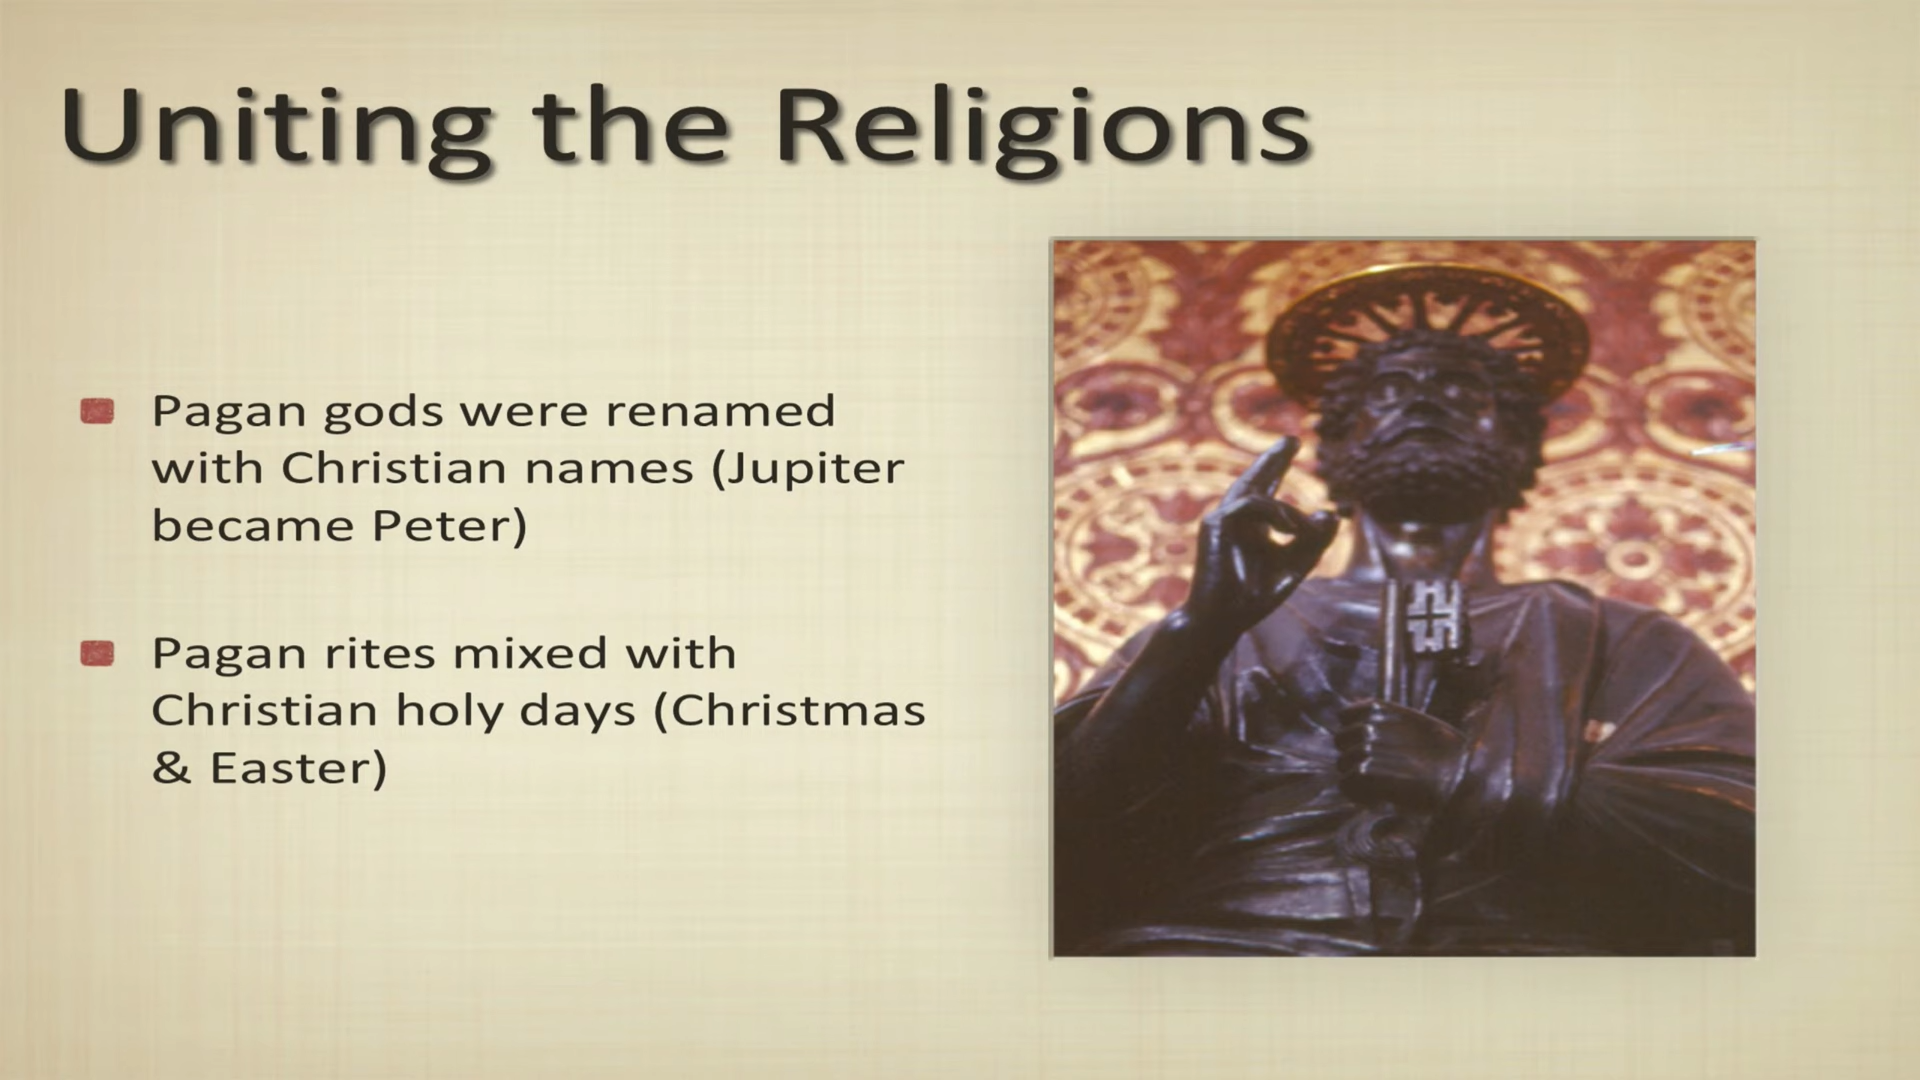 Uniting the Religions
Pagan gods were renamed
with Christian names (Jupiter
became Peter)
Pagan rites mixed with
Christian holy days (Christmas
& Easter)